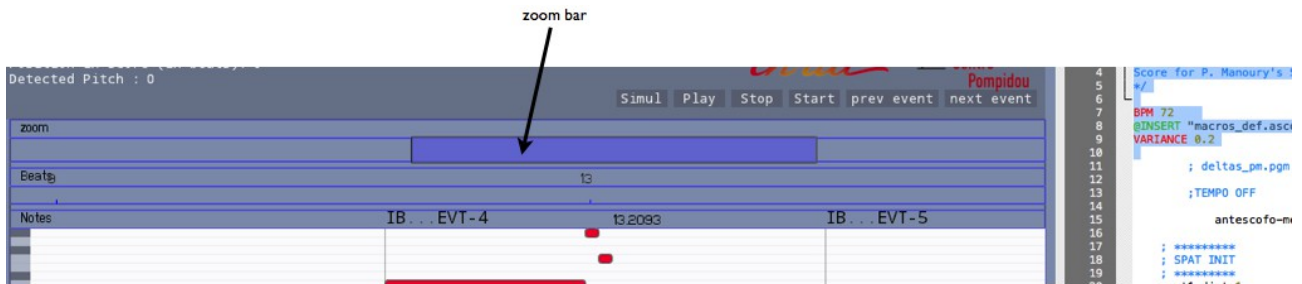 zoom bar
Detected Pitch : 0
Pompidou
Simul Play Stop Start prev event next event
zoom
Beats
13
Notes
IB...EVT-4
13.2093
IB...EVT-5
4 Score for P. Manoury's
5 */
6
7 BPM 72
8 @INSERT "macros_def.asco
9 VARIANCE 0.2
10
11 ; deltas_pm.pgm
12
13 ;TEMPO OFF
14
15 antescofo-m
16
17 ; *********
18 ; SPAT INIT
19 ; *********